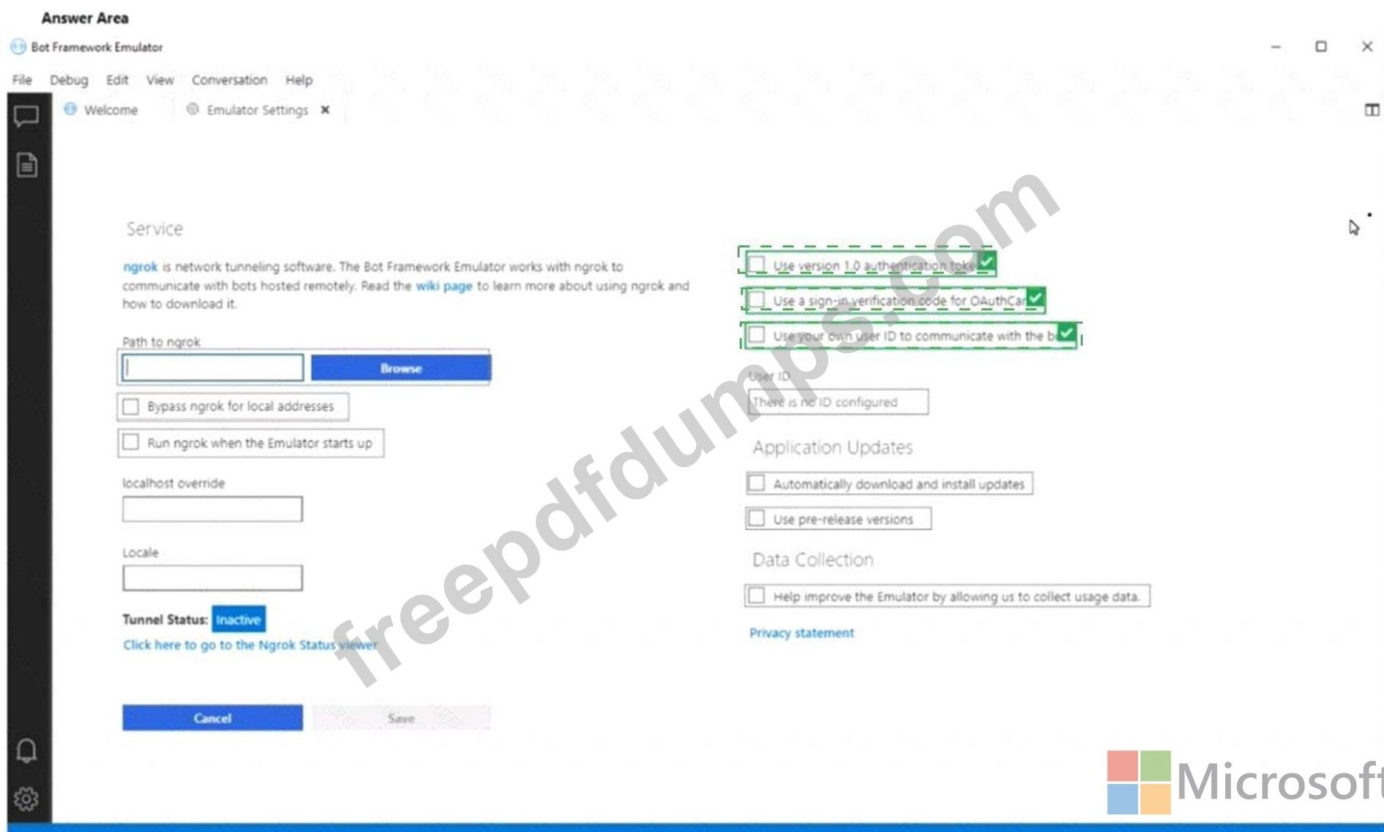 Answer Area
Bot Framework Emulator
File Debug Edit View Conversation Help
Welcome Emulator Settings
Service
ngrok is network tunneling software. The Bot Framework Emulator works with ngrok to
communicate with bots hosted remotely. Read the wiki page to learn more about using ngrok and
how to download it.
Path to ngrok
Browse
Bypass ngrok for local addresses
Run ngrok when the Emulator starts up
localhost override
Locale
Tunnel Status: Inactive
Click here to go to the Ngrok Status viewer
Cancel Save
Use version 1.0 authentication
Use a sign-in verification code for
Use your own user ID to communicate with the
User ID
There is no ID configured
Application Updates
Automatically download and install updates
Use pre-release versions
Data Collection
Help improve the Emulator by allowing us to collect usage data.
Privacy statement
freepdfdumps.com
Microsoft